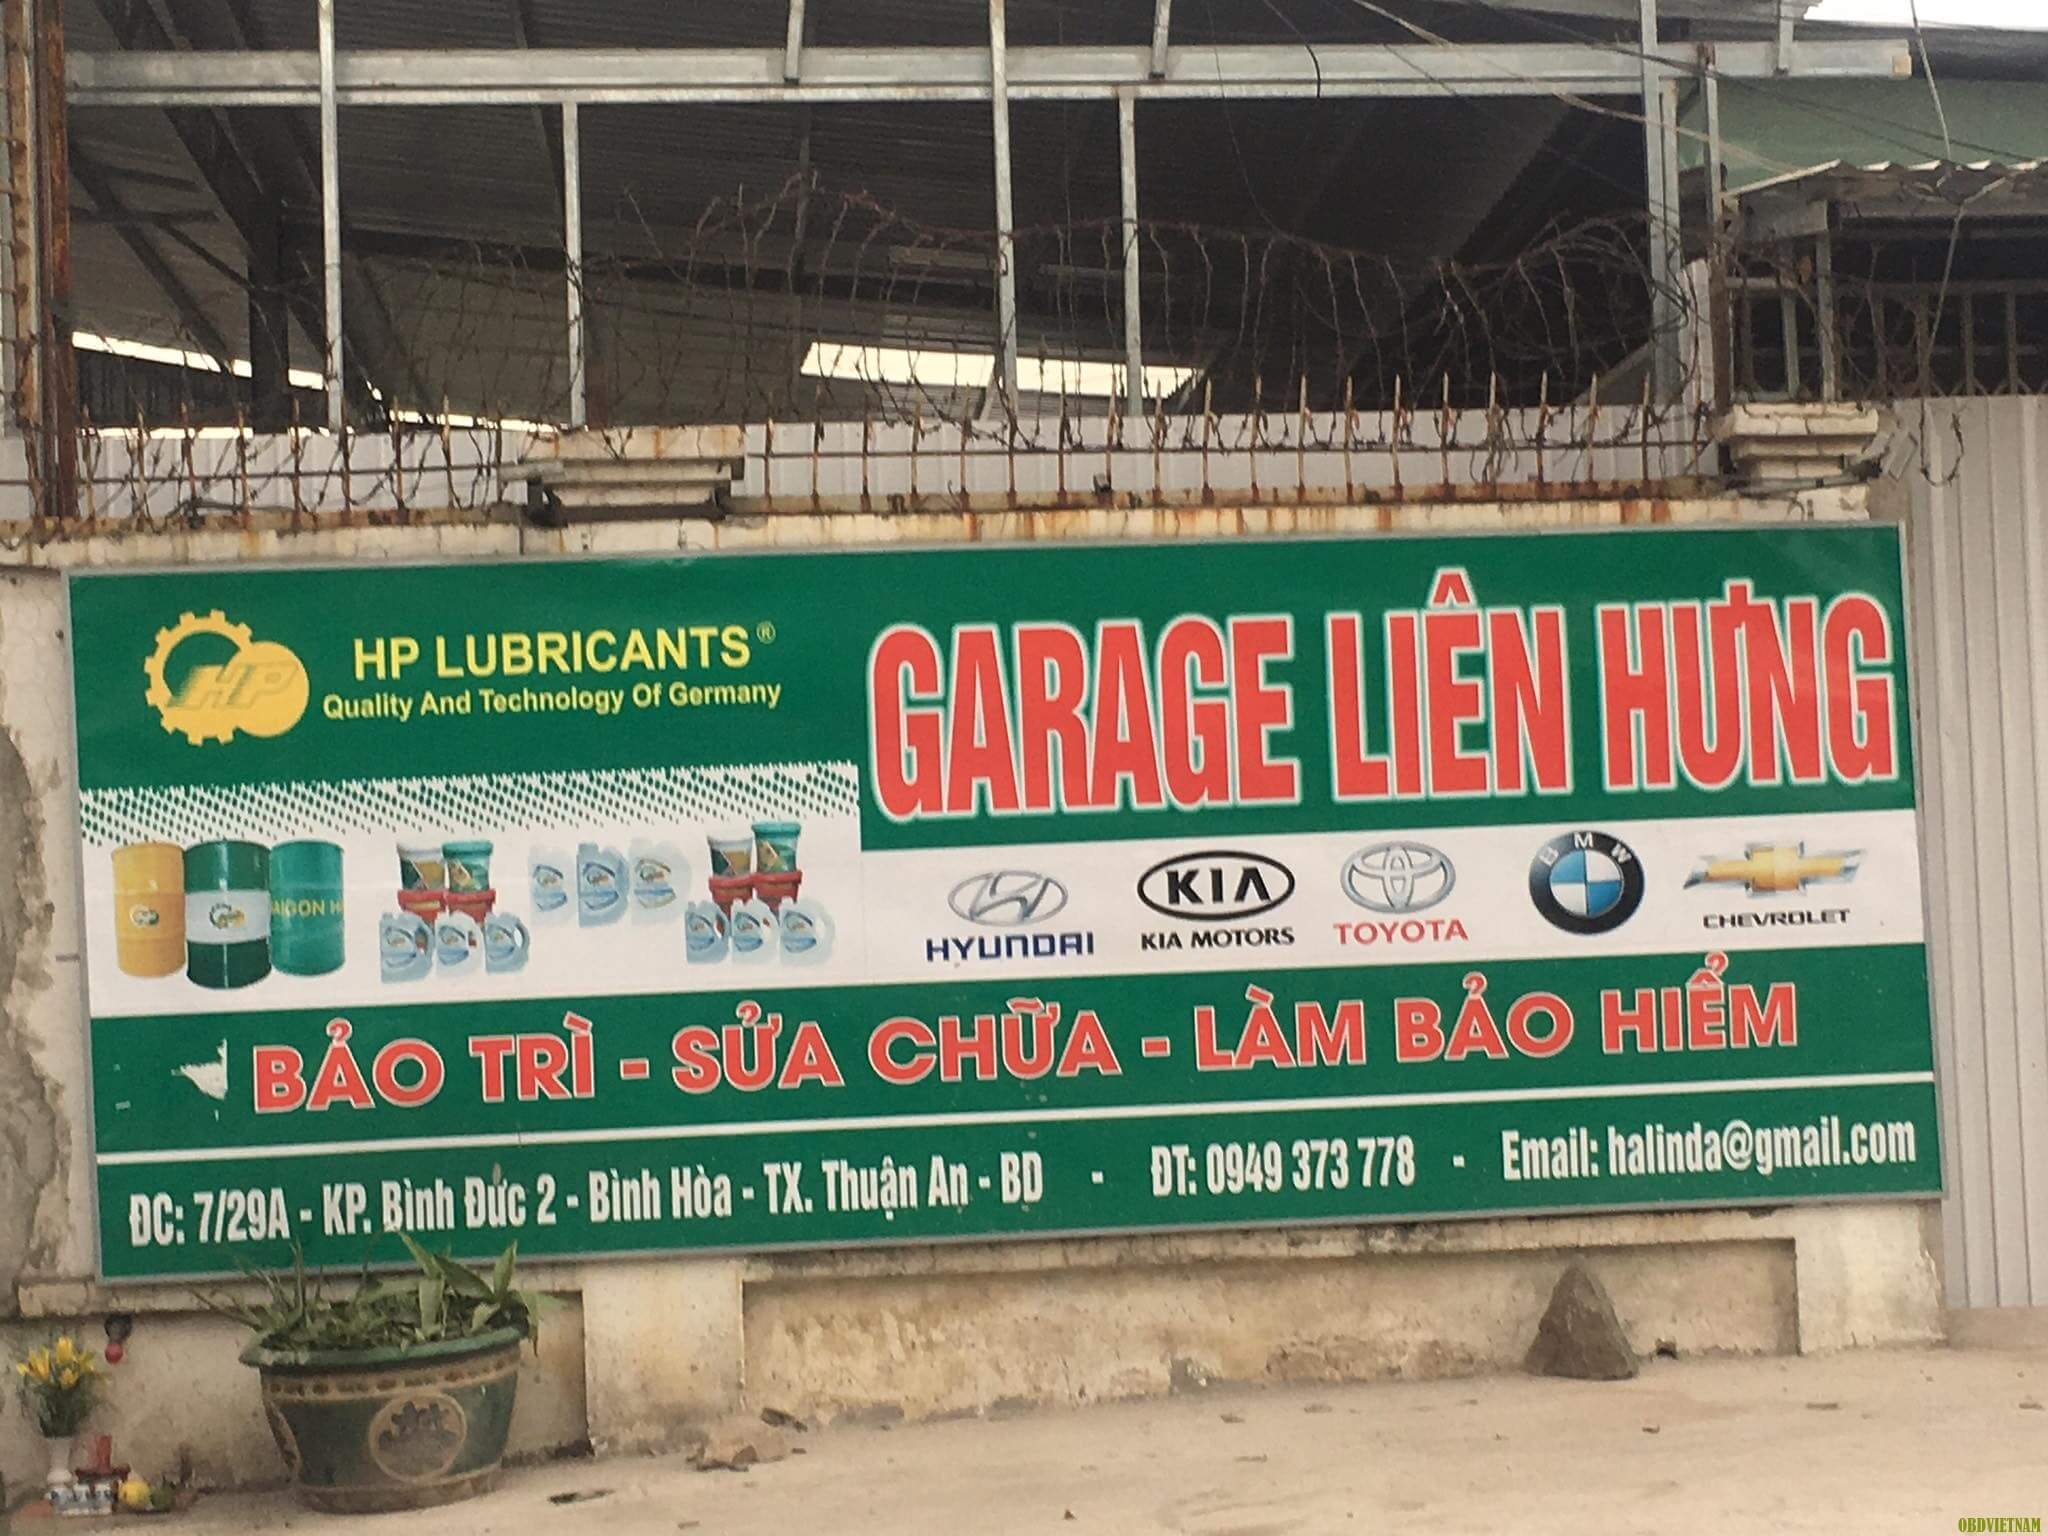 HP
HP LUBRICANTS®
Quality And Technology Of Germany
GARAGE LIÊN HƯNG
HYUNDAI
KIA
KIA MOTORS
TOYOTA
BMW
CHEVROLET
BẢO TRÌ - SỬA CHỮA - LÀM BẢO HIỂM
ĐC: 7/29A - KP. Bình Đức 2 - Bình Hòa - TX. Thuận An - BD - ĐT: 0949 373 778 - Email: halinda@gmail.com
OBDVIETNAM